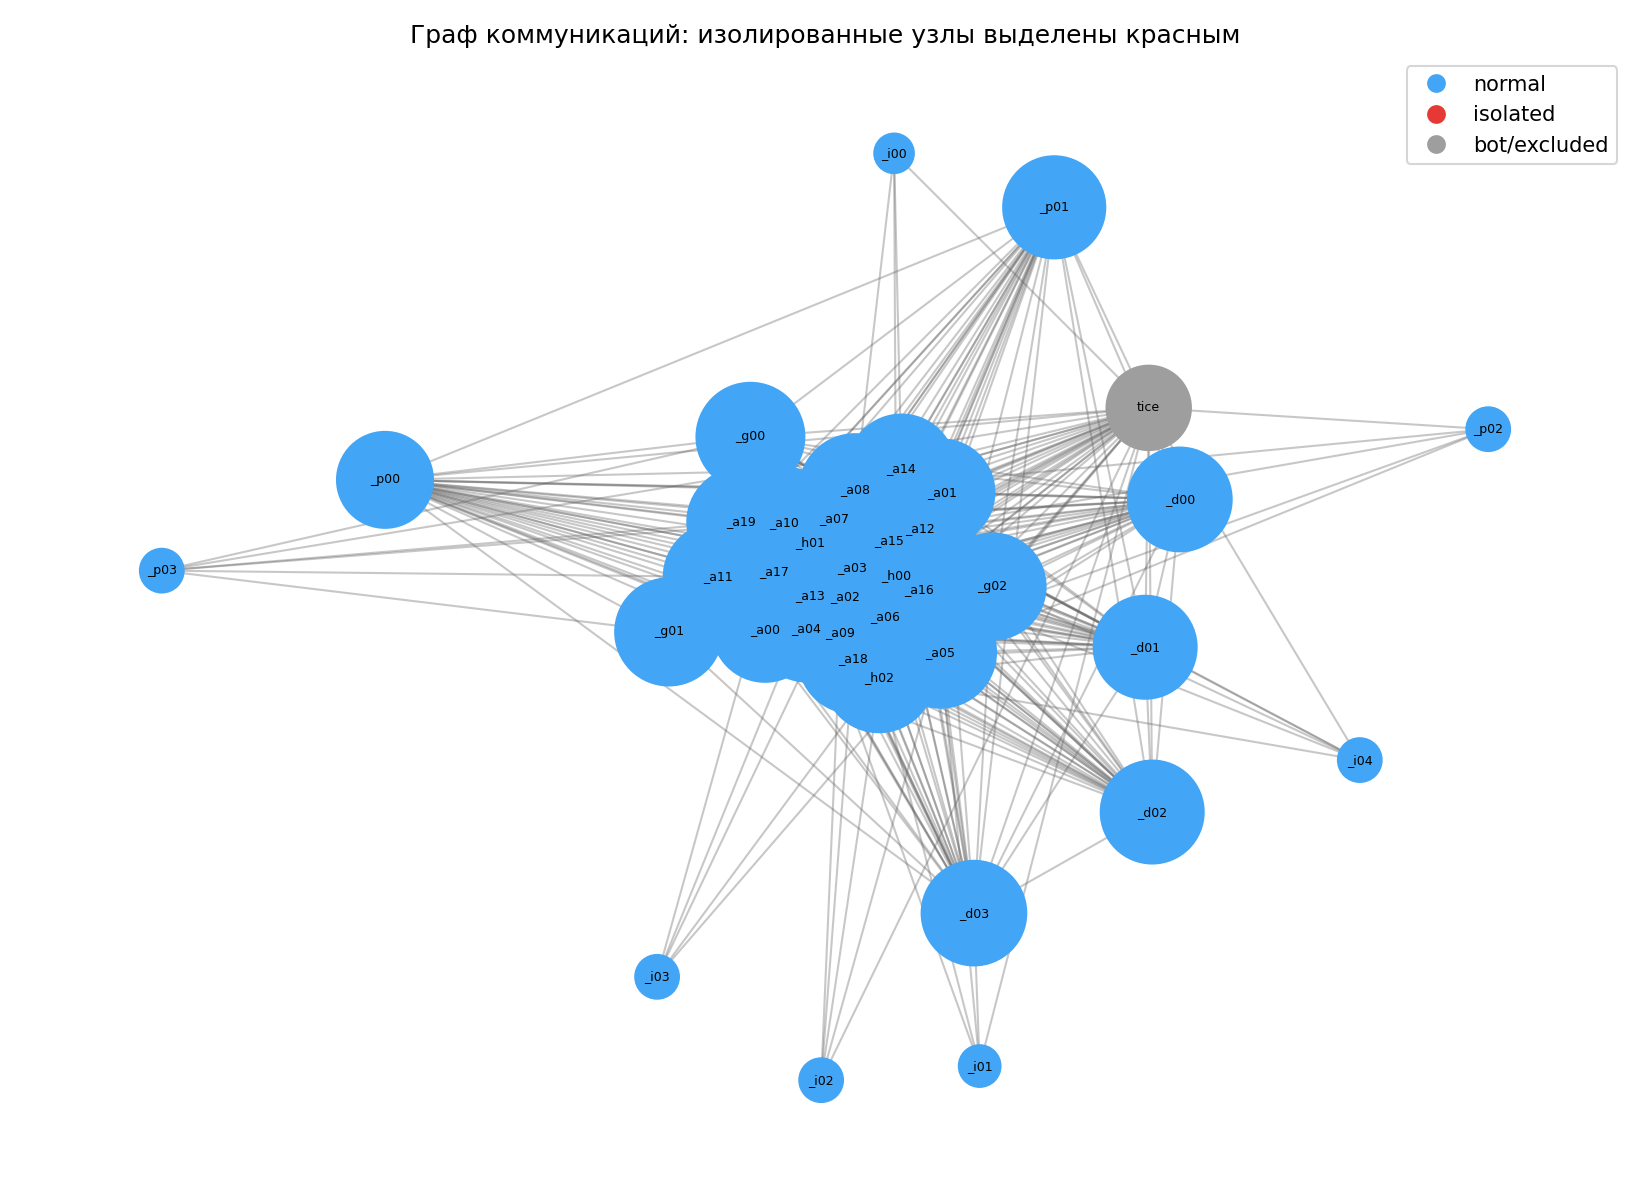 Граф коммуникаций: изолированные узлы выделены красным
normal
isolated
bot/excluded
_i00
_p01
tice
_p02
_g00
_p00
_a14
_a08
_a01
_d00
_a19
_a10
_a07
_a12
_h01
_a15
_p03
_a11
_a17
_a03
_h00
_a16
_g02
_a13
_a02
_a06
_g01
_a00
_a04
_a09
_d01
_a18
_a05
_h02
_i04
_d02
_d03
_i03
_i01
_i02